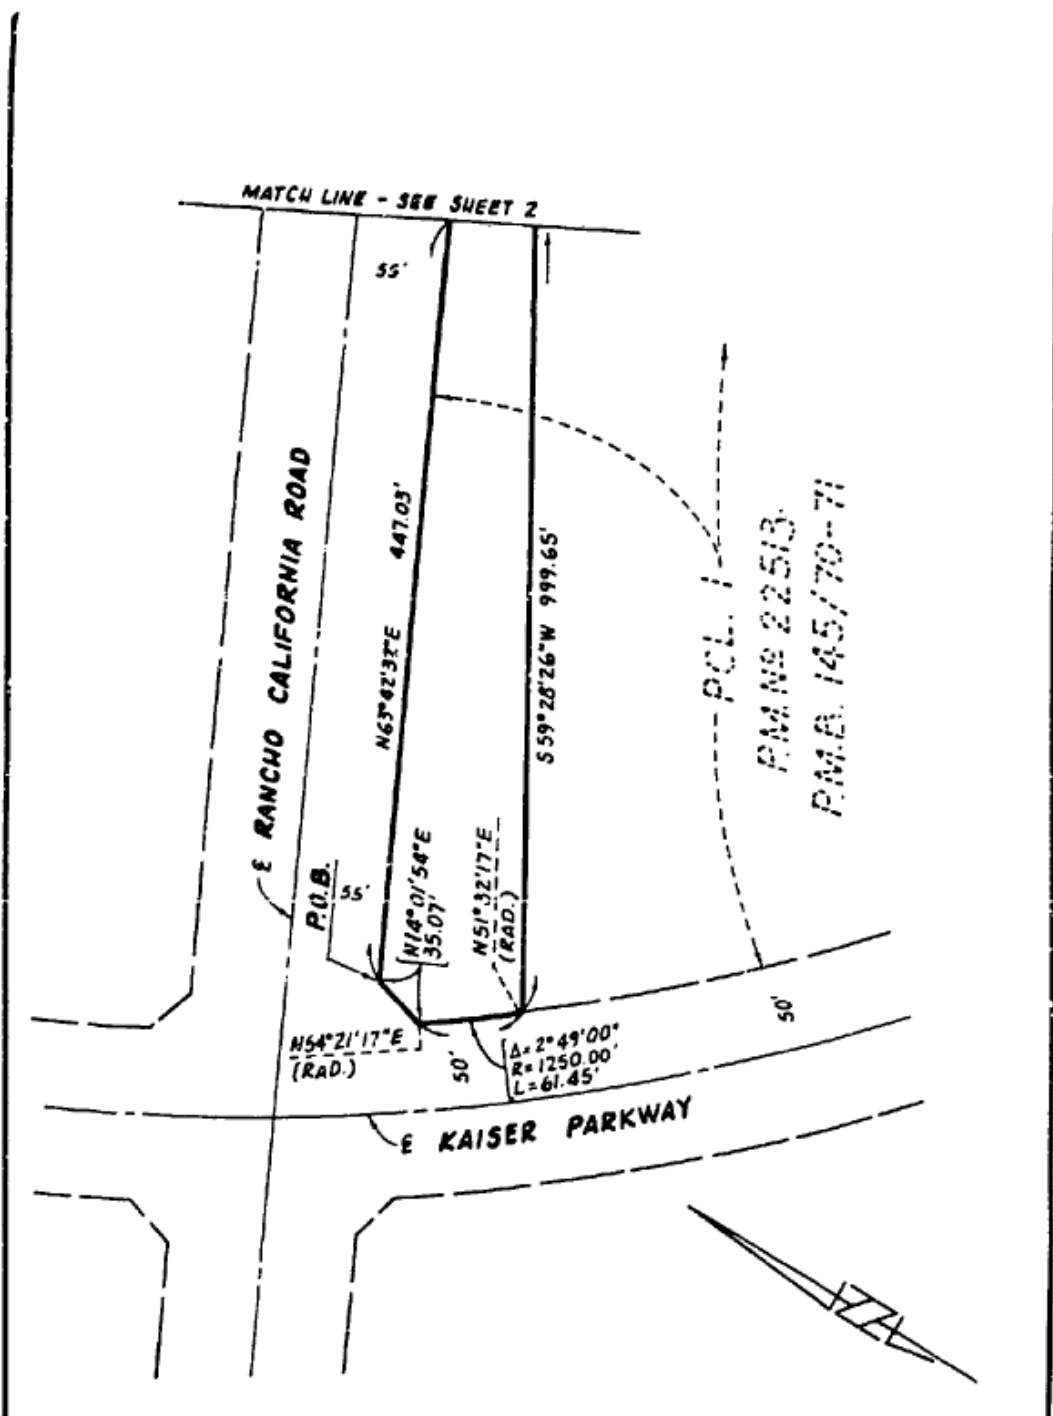 MATCH LINE - SEE SHEET 2
55'
447.03'
N63°42'32"E
RANCHO CALIFORNIA ROAD
S59°28'26"W 999.65'
PCL. 1
P.M. Nº 22513
P.M.B. 145/70-71
P.O.B.
55'
N14°01'54"E
35.07'
N51°32'17"E
(RAD.)
N54°21'17"E
(RAD.)
50'
Δ=2°49'00"
R=1250.00'
L=61.45'
50'
KAISER PARKWAY
N